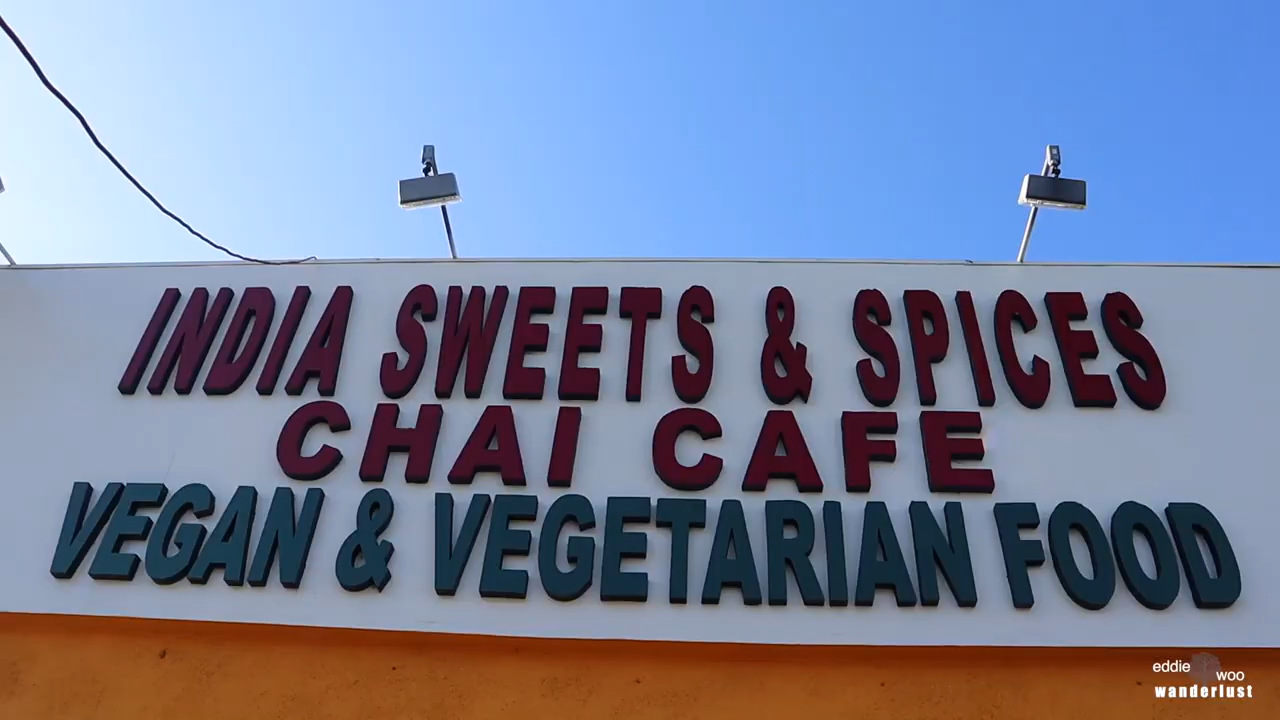 INDIA SWEETS & SPICES
CHAI CAFE
VEGAN & VEGETARIAN FOOD
eddie woo
wanderlust